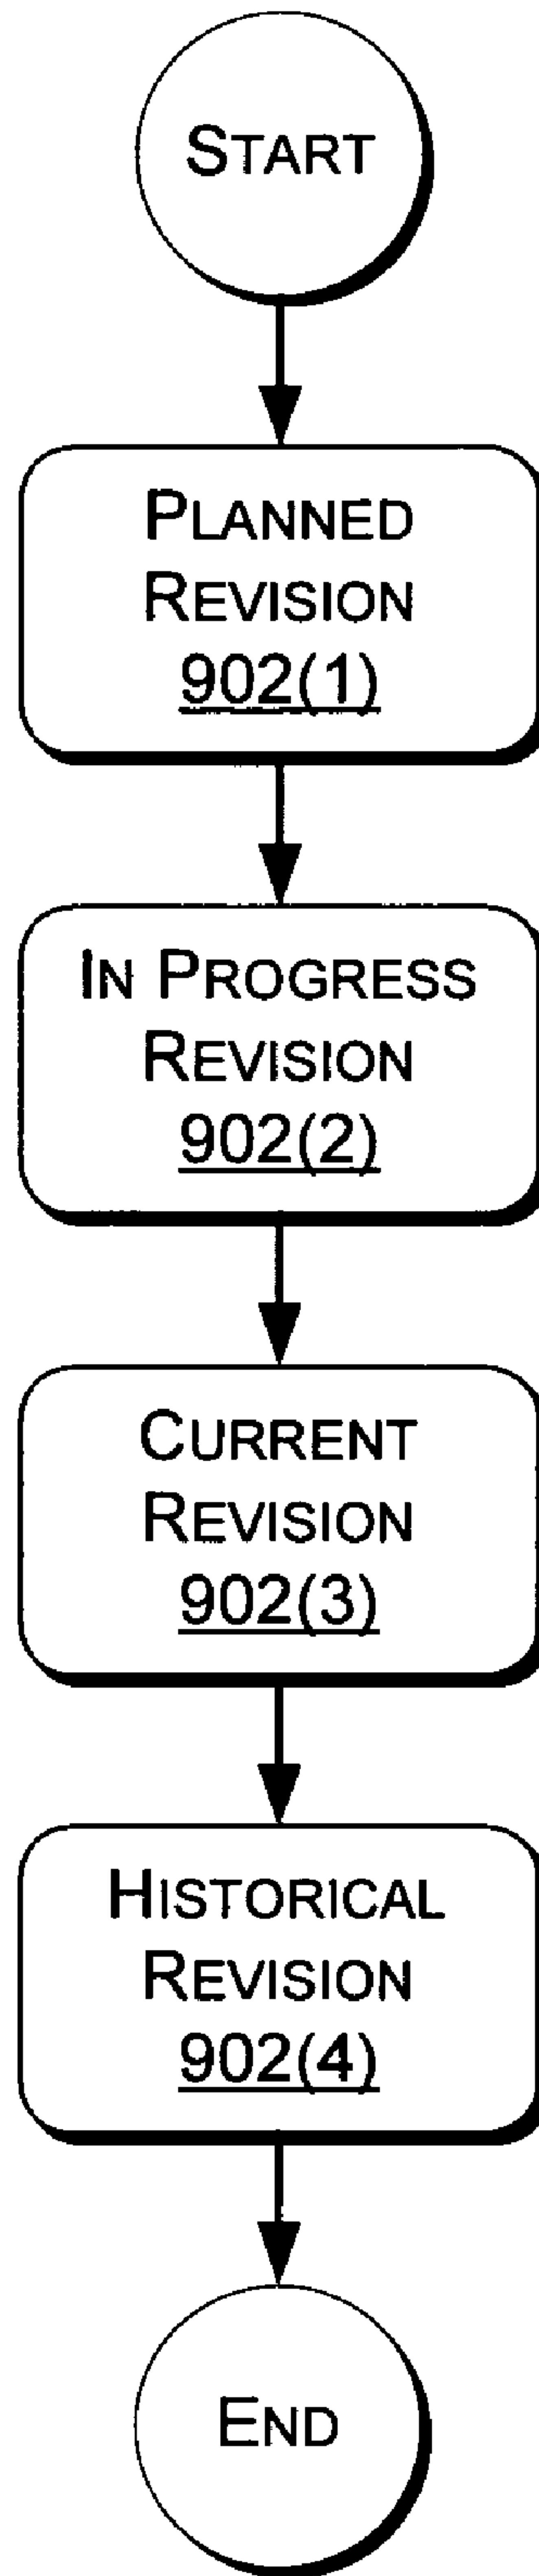 START
PLANNED
REVISION
902(1)
IN PROGRESS
REVISION
902(2)
CURRENT
REVISION
902(3)
HISTORICAL
REVISION
902(4)
END